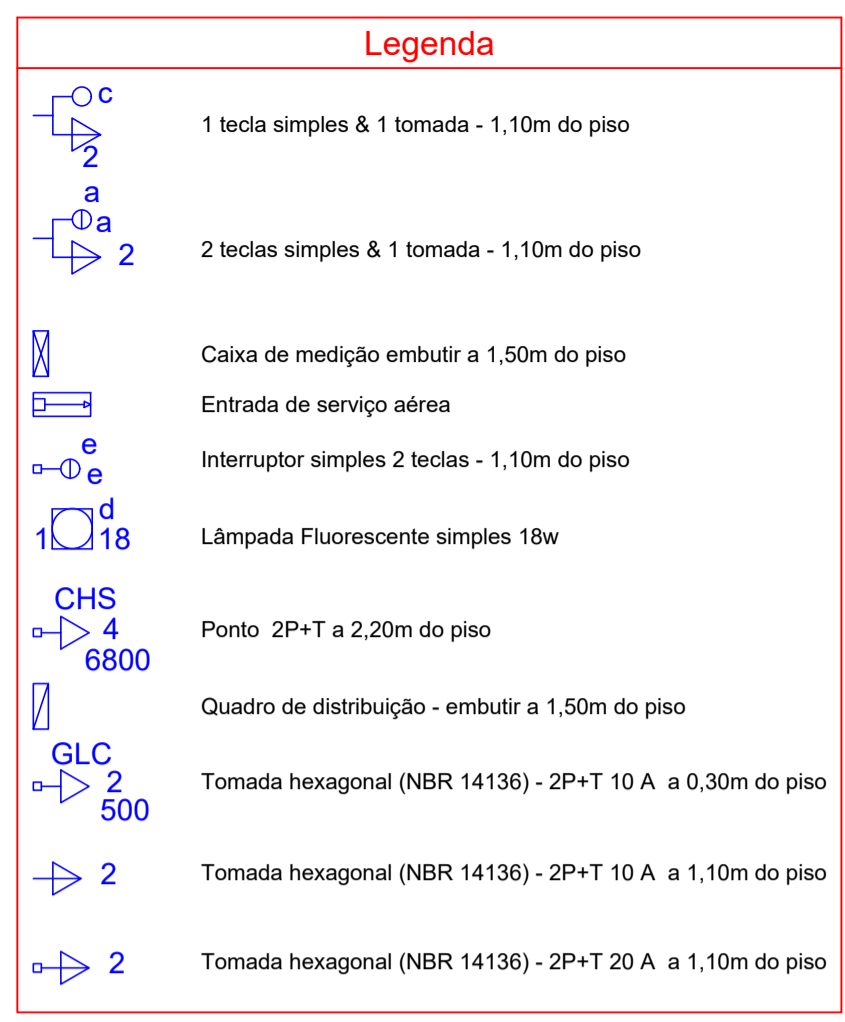 Legenda
c
1 tecla simples & 1 tomada - 1,10m do piso
2
a
a
2 teclas simples & 1 tomada - 1,10m do piso
2
Caixa de medição embutir a 1,50m do piso
Entrada de serviço aérea
e
Interruptor simples 2 teclas - 1,10m do piso
e
d
1 18
Lâmpada Fluorescente simples 18w
CHS
4
Ponto 2P+T a 2,20m do piso
6800
Quadro de distribuição - embutir a 1,50m do piso
GLC
2
Tomada hexagonal (NBR 14136) - 2P+T 10 A a 0,30m do piso
500
2
Tomada hexagonal (NBR 14136) - 2P+T 10 A a 1,10m do piso
2
Tomada hexagonal (NBR 14136) - 2P+T 20 A a 1,10m do piso